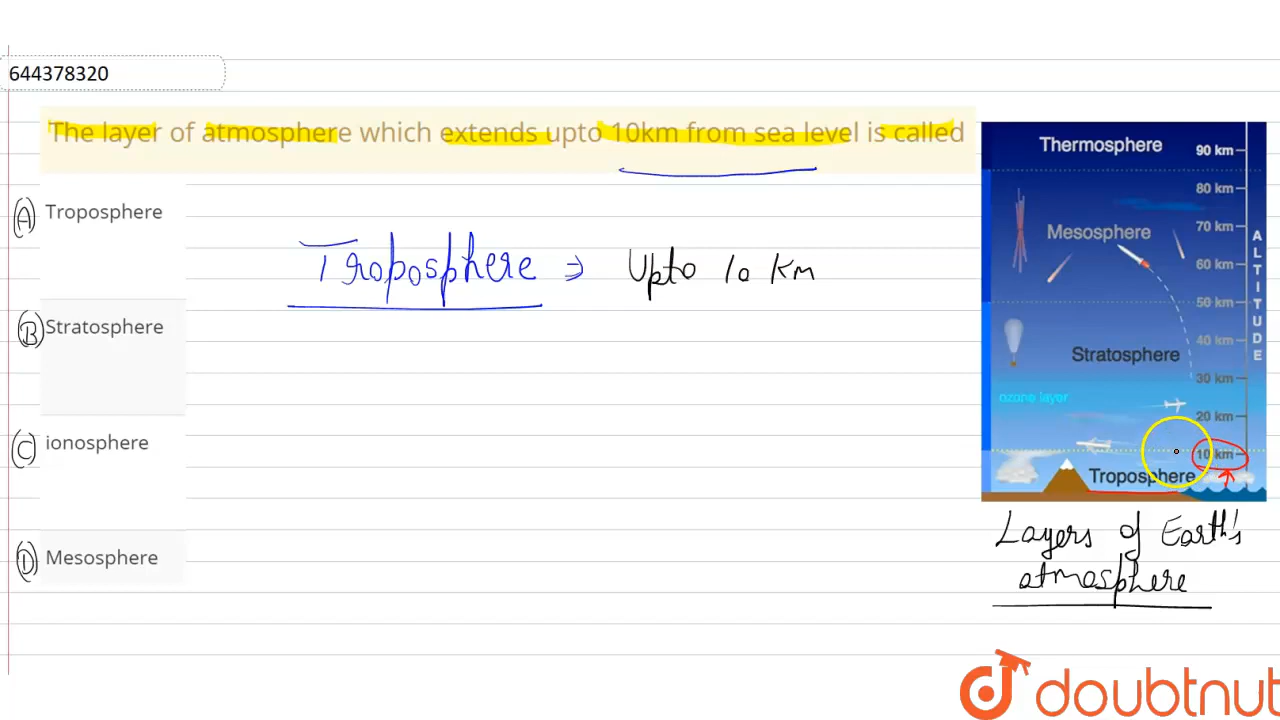 644378320
The layer of atmosphere which extends upto 10km from sea level is called
(A) Troposphere
Troposphere ⇒ Upto 10 Km
(B) Stratosphere
(C) ionosphere
(D) Mesosphere
Thermosphere
90 km
80 km
70 km
Mesosphere
60 km
50 km
40 km
Stratosphere
30 km
ozone layer
20 km
10 km
Troposphere
ALTITUDE
Layers of Earth's
atmosphere
doubtnut